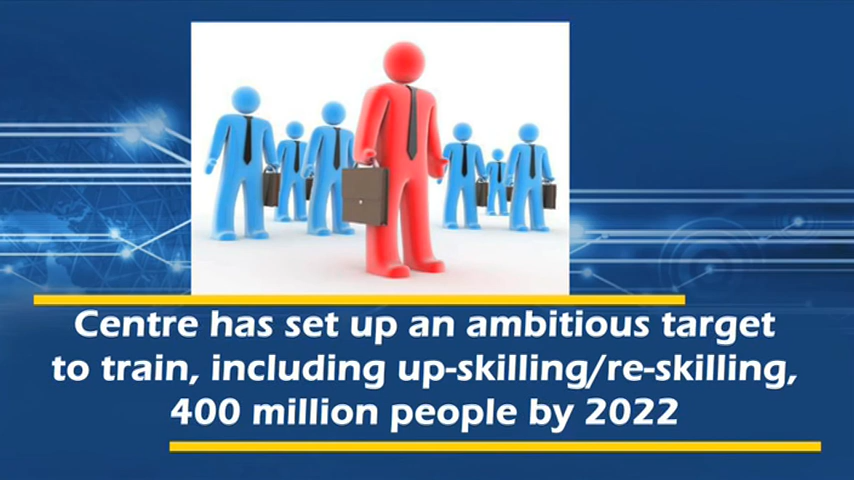 Centre has set up an ambitious target
to train, including up-skilling/re-skilling,
400 million people by 2022